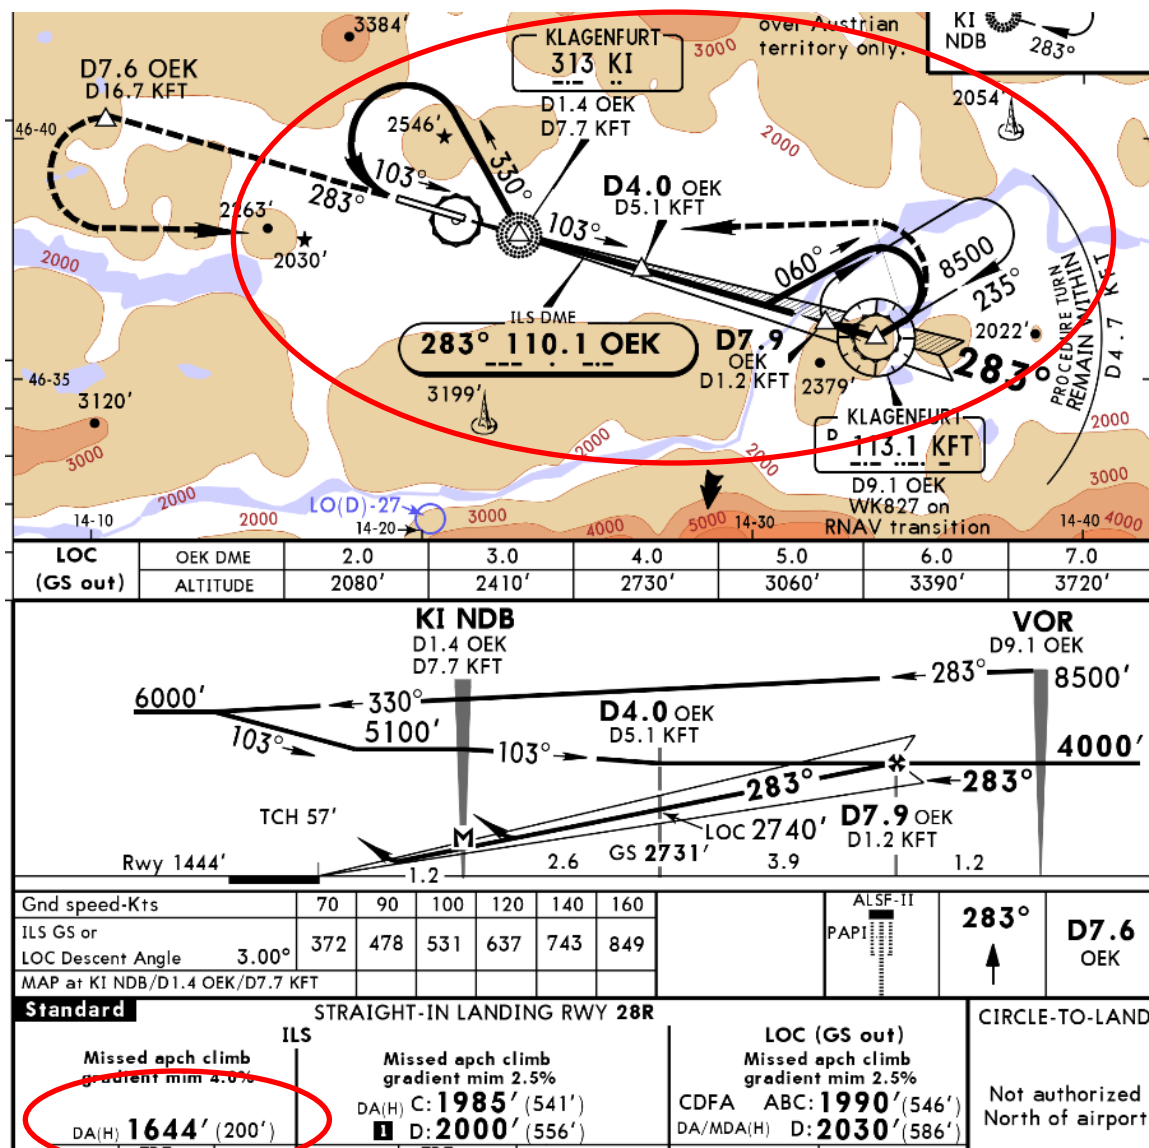 3384'
over Austrian
territory only.
KI
NDB
283°
KLAGENFURT
313 KI
3000
D1.4 OEK
D7.7 KFT
D7.6 OEK
D16.7 KFT
2054'
46-40
2546'
2000
330°
103°
283°
D4.0 OEK
D5.1 KFT
103°
2263'
2030'
2000
060°
8500
235°
PROCEDURE TURN
REMAIN WITHIN
D4.7 KFT
ILS DME
283° 110.1 OEK
D7.9
OEK
D1.2 KFT
2022'
283°
46-35
3199'
2379'
3120'
KLAGENFURT
D 113.1 KFT
D9.1 OEK
WK827 on
RNAV transition
2000
3000
2000
2000
2000
3000
LO(D)-27
2000
3000
4000
5000
4000
14-10
14-20
14-30
14-40
LOC
(GS out)
OEK DME 2.0 3.0 4.0 5.0 6.0 7.0
ALTITUDE 2080' 2410' 2730' 3060' 3390' 3720'
KI NDB
D1.4 OEK
D7.7 KFT
VOR
D9.1 OEK
6000'
330°
283°
8500'
103°
5100'
103°
D4.0 OEK
D5.1 KFT
4000'
283°
283°
TCH 57'
M
LOC 2740'
GS 2731'
D7.9 OEK
D1.2 KFT
Rwy 1444'
1.2 2.6 3.9 1.2
Gnd speed-Kts 70 90 100 120 140 160
ILS GS or
LOC Descent Angle 3.00° 372 478 531 637 743 849
MAP at KI NDB/D1.4 OEK/D7.7 KFT
ALSF-II
PAPI
283°
D7.6
OEK
Standard
STRAIGHT-IN LANDING RWY 28R
CIRCLE-TO-LAND
ILS
LOC (GS out)
Missed apch climb
gradient mim 4.0%
Missed apch climb
gradient mim 2.5%
Missed apch climb
gradient mim 2.5%
DA(H) 1644' (200')
DA(H) C: 1985' (541')
1 D: 2000' (556')
CDFA ABC: 1990' (546')
DA/MDA(H) D: 2030' (586')
Not authorized
North of airport